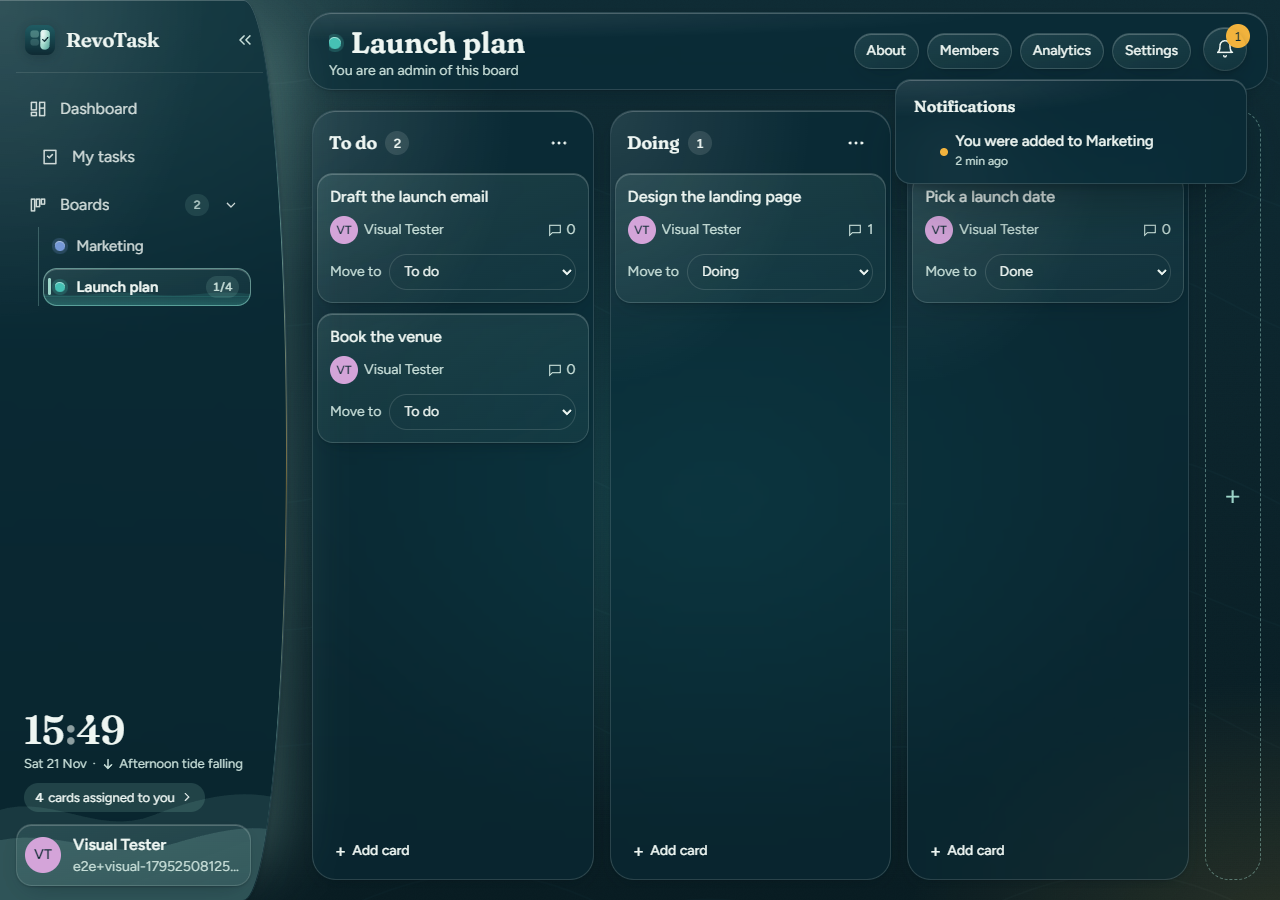 RevoTask
Dashboard
My tasks
Boards 2
Marketing
Launch plan 1/4
15:49
Sat 21 Nov · ↓ Afternoon tide falling
4 cards assigned to you
VT Visual Tester
e2e+visual-17952508125...
Launch plan
You are an admin of this board
About Members Analytics Settings 1
Notifications
You were added to Marketing
2 min ago
To do 2
Draft the launch email
VT Visual Tester 0
Move to To do
Book the venue
VT Visual Tester 0
Move to To do
+ Add card
Doing 1
Design the landing page
VT Visual Tester 1
Move to Doing
+ Add card
Pick a launch date
VT Visual Tester 0
Move to Done
+ Add card
+